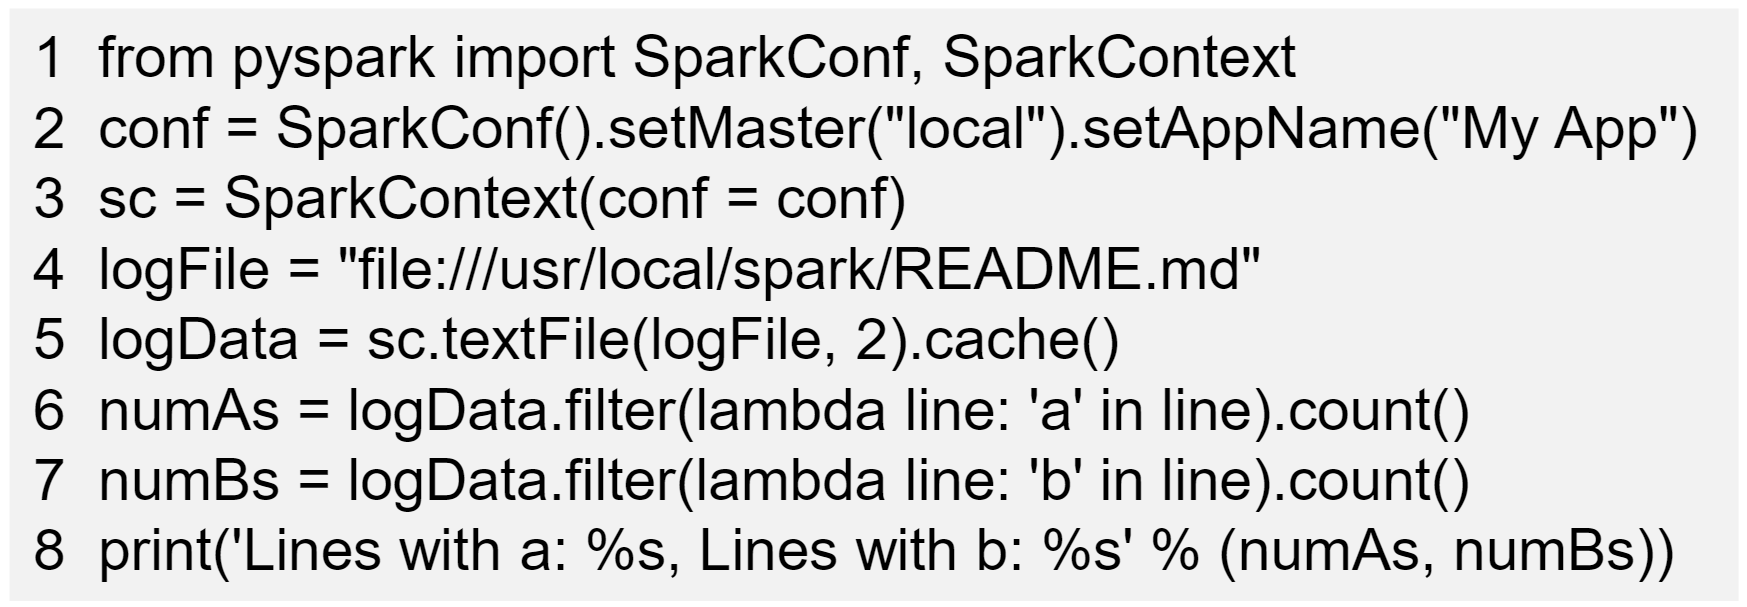 1 from pyspark import SparkConf, SparkContext
2 conf = SparkConf().setMaster("local").setAppName("My App")
3 sc = SparkContext(conf = conf)
4 logFile = "file:///usr/local/spark/README.md"
5 logData = sc.textFile(logFile, 2).cache()
6 numAs = logData.filter(lambda line: 'a' in line).count()
7 numBs = logData.filter(lambda line: 'b' in line).count()
8 print('Lines with a: %s, Lines with b: %s' % (numAs, numBs))